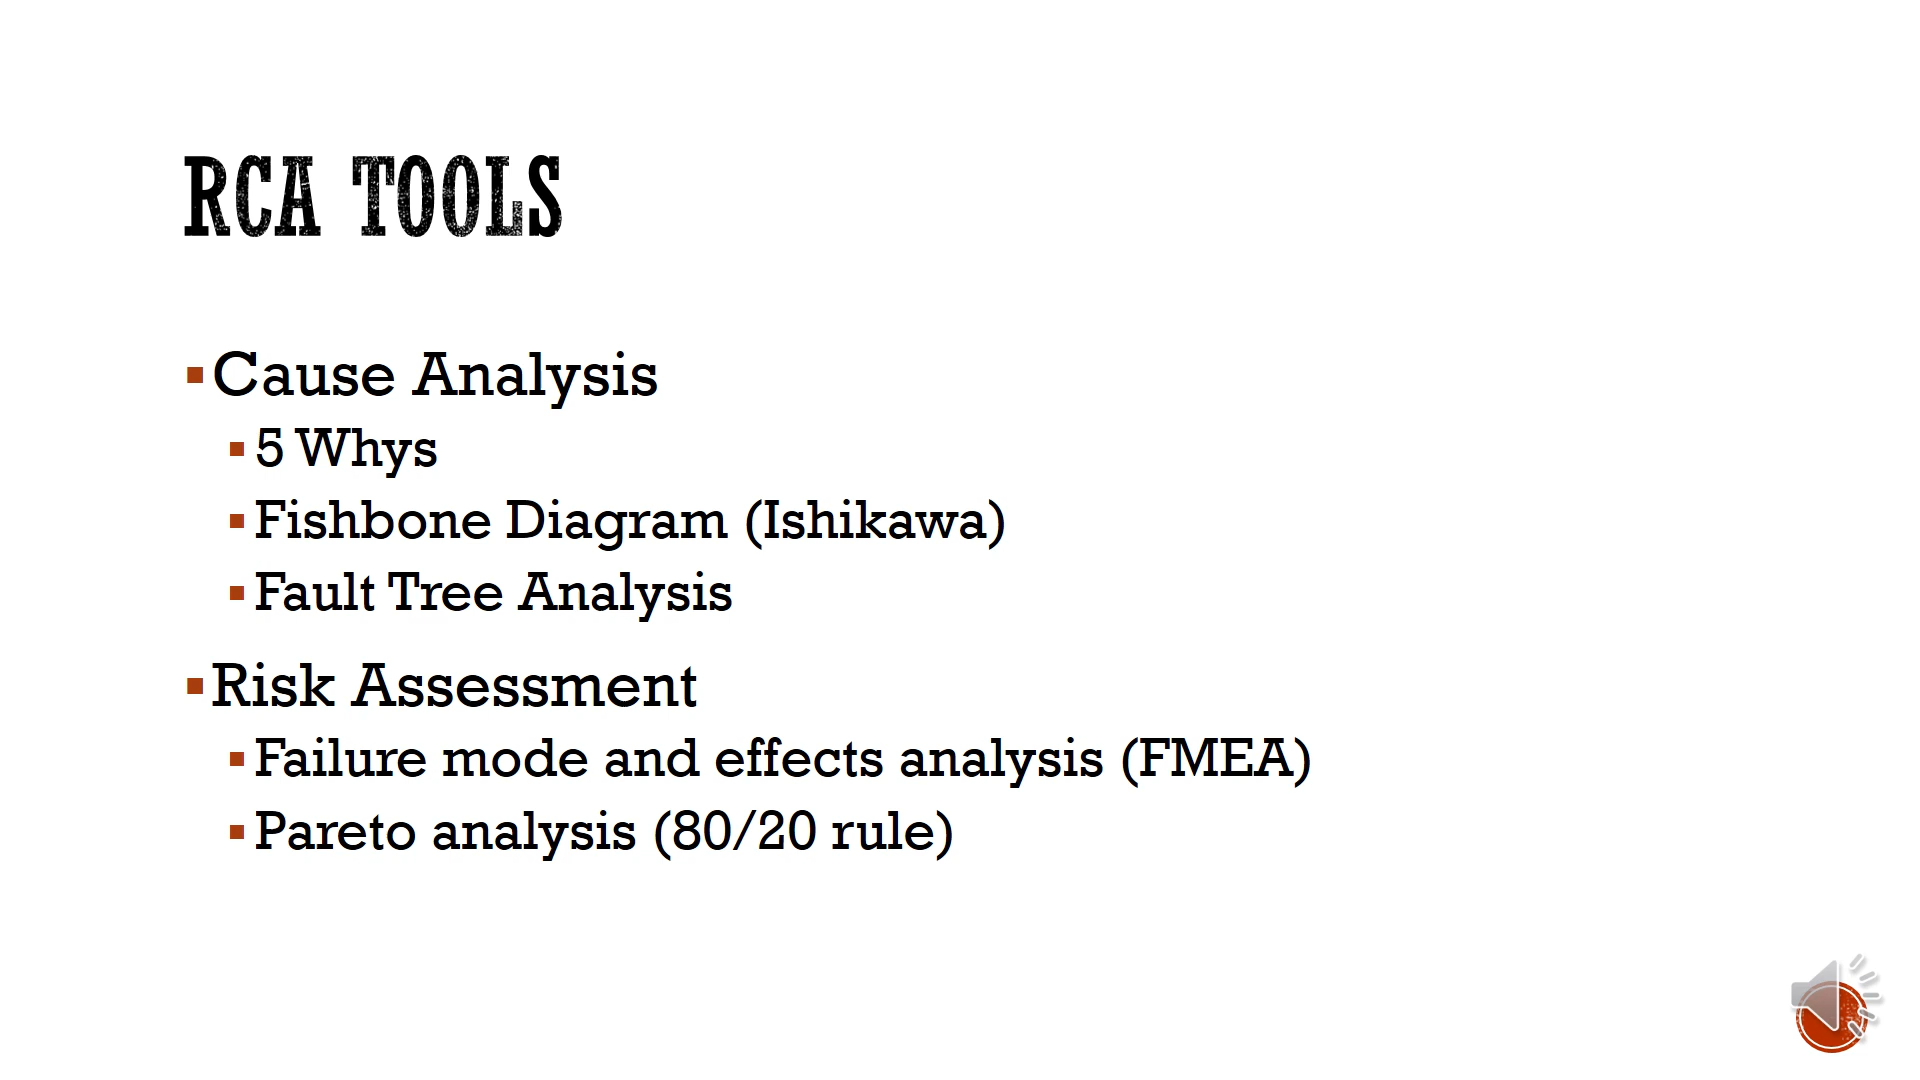 RCA TOOLS
Cause Analysis
5 Whys
Fishbone Diagram (Ishikawa)
Fault Tree Analysis
Risk Assessment
Failure mode and effects analysis (FMEA)
Pareto analysis (80/20 rule)